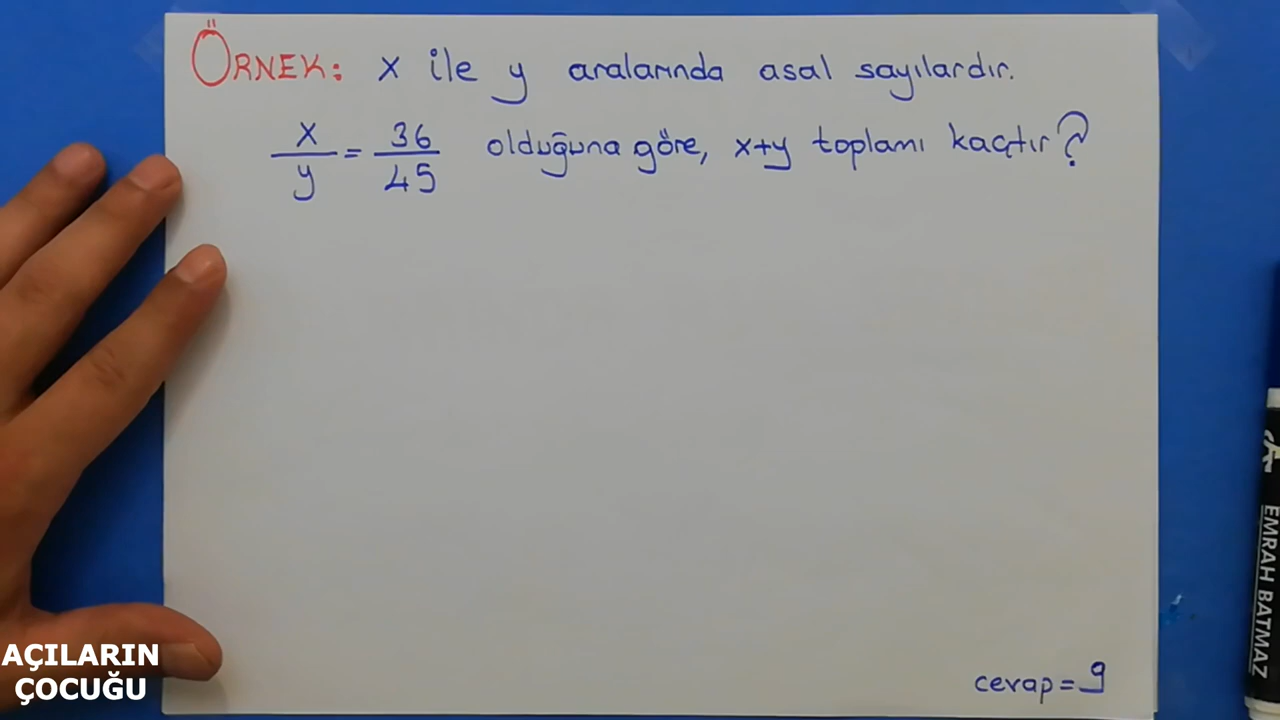 ÖRNEK: x ile y aralarında asal sayılardır.
x/y = 36/45 olduğuna göre, x+y toplamı kaçtır?
cevap = 9
EMRAH BATMAZ
AÇILARIN
ÇOCUĞU